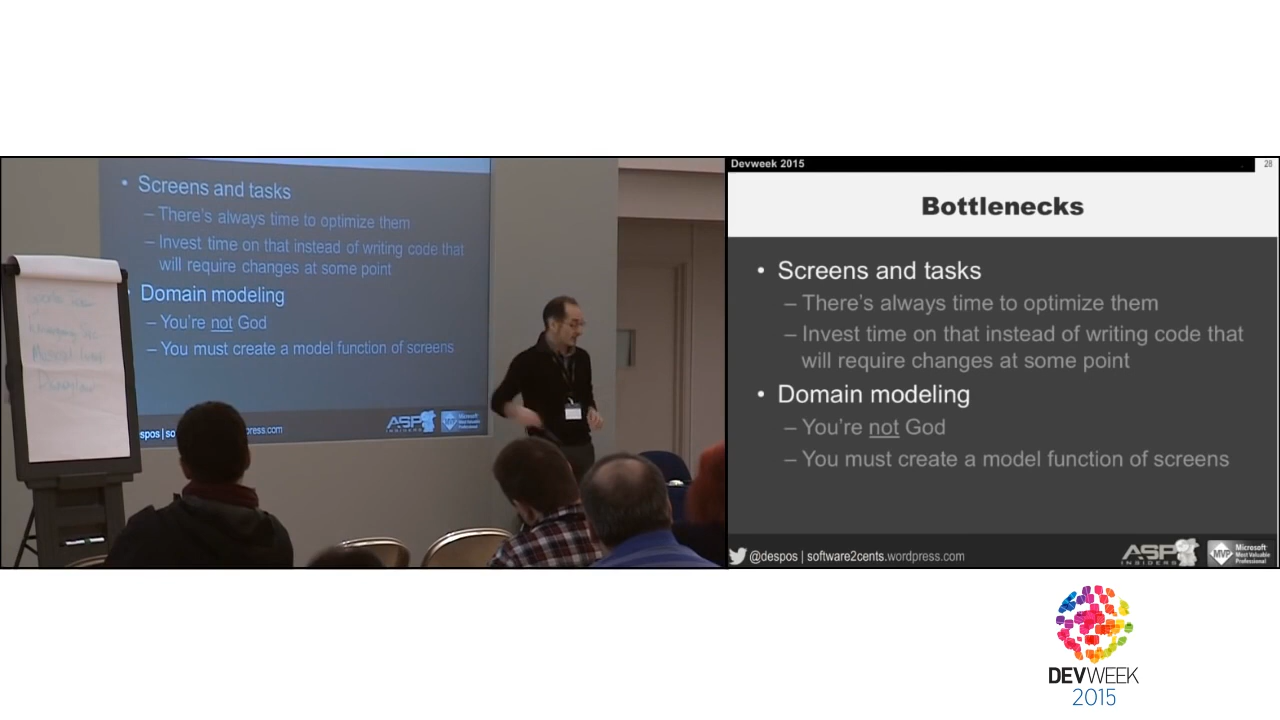 • Screens and tasks
– There's always time to optimize them
– Invest time on that instead of writing code that
will require changes at some point
• Domain modeling
– You're not God
– You must create a model function of screens
spos | so
press.com
ASP
INSIDERS
Microsoft
Most Valuable
Professional
Devweek 2015
28
Bottlenecks
• Screens and tasks
– There's always time to optimize them
– Invest time on that instead of writing code that
will require changes at some point
• Domain modeling
– You're not God
– You must create a model function of screens
@despos | software2cents.wordpress.com
ASP
INSIDERS
MVP
Microsoft
Most Valuable
Professional
DEVWEEK
2015